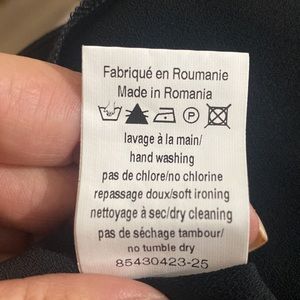 Fabriqué en Roumanie
Made in Romania
P
lavage à la main/
hand washing
pas de chlore/no chlorine
repassage doux/soft ironing
nettoyage à sec/dry cleaning
pas de séchage tambour/
no tumble dry
85430423-25